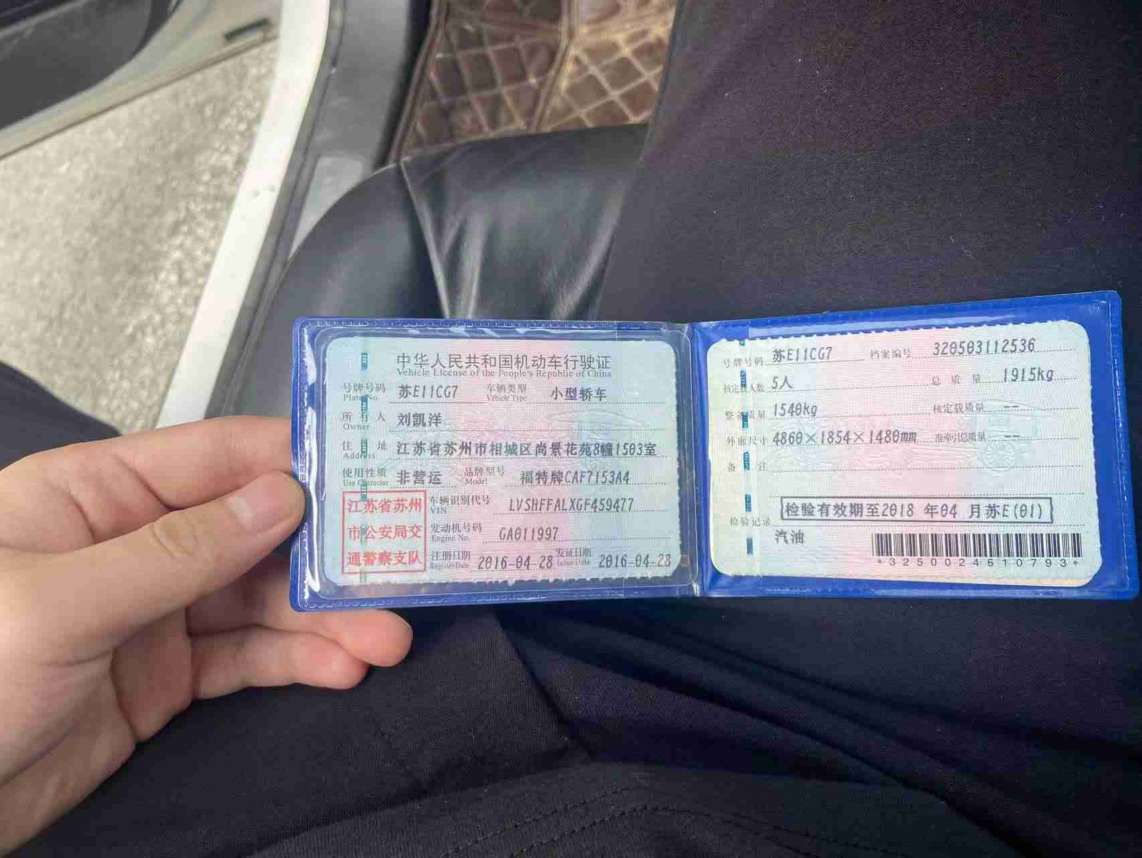 中华人民共和国机动车行驶证
Vehicle License of the People's Republic of China
号牌号码 苏E11CG7 车辆类型 小型轿车
Plate No. Vehicle Type
所有人 刘凯洋
Owner
住址 江苏省苏州市相城区尚景花苑8幢1503室
Address
使用性质 非营运 品牌型号 福特牌CAF7153A4
Use Character Model
江苏省苏州
市公安局交
通警察支队
车辆识别代号 LVSHFFALXGF459477
VIN
发动机号码 GA011997
Engine No.
注册日期 2016-04-28 发证日期 2016-04-28
Register Date Issue Date
号牌号码 苏E11CG7 档案编号 320503112536
核定载人数 5人 总质量 1915kg
整备质量 1540kg 核定载质量 --
外廓尺寸 4860×1854×1480mm 准牵引总质量 --
备注
检验有效期至2018 年04 月苏E(01)
检验记录
汽油
*3250024610793*